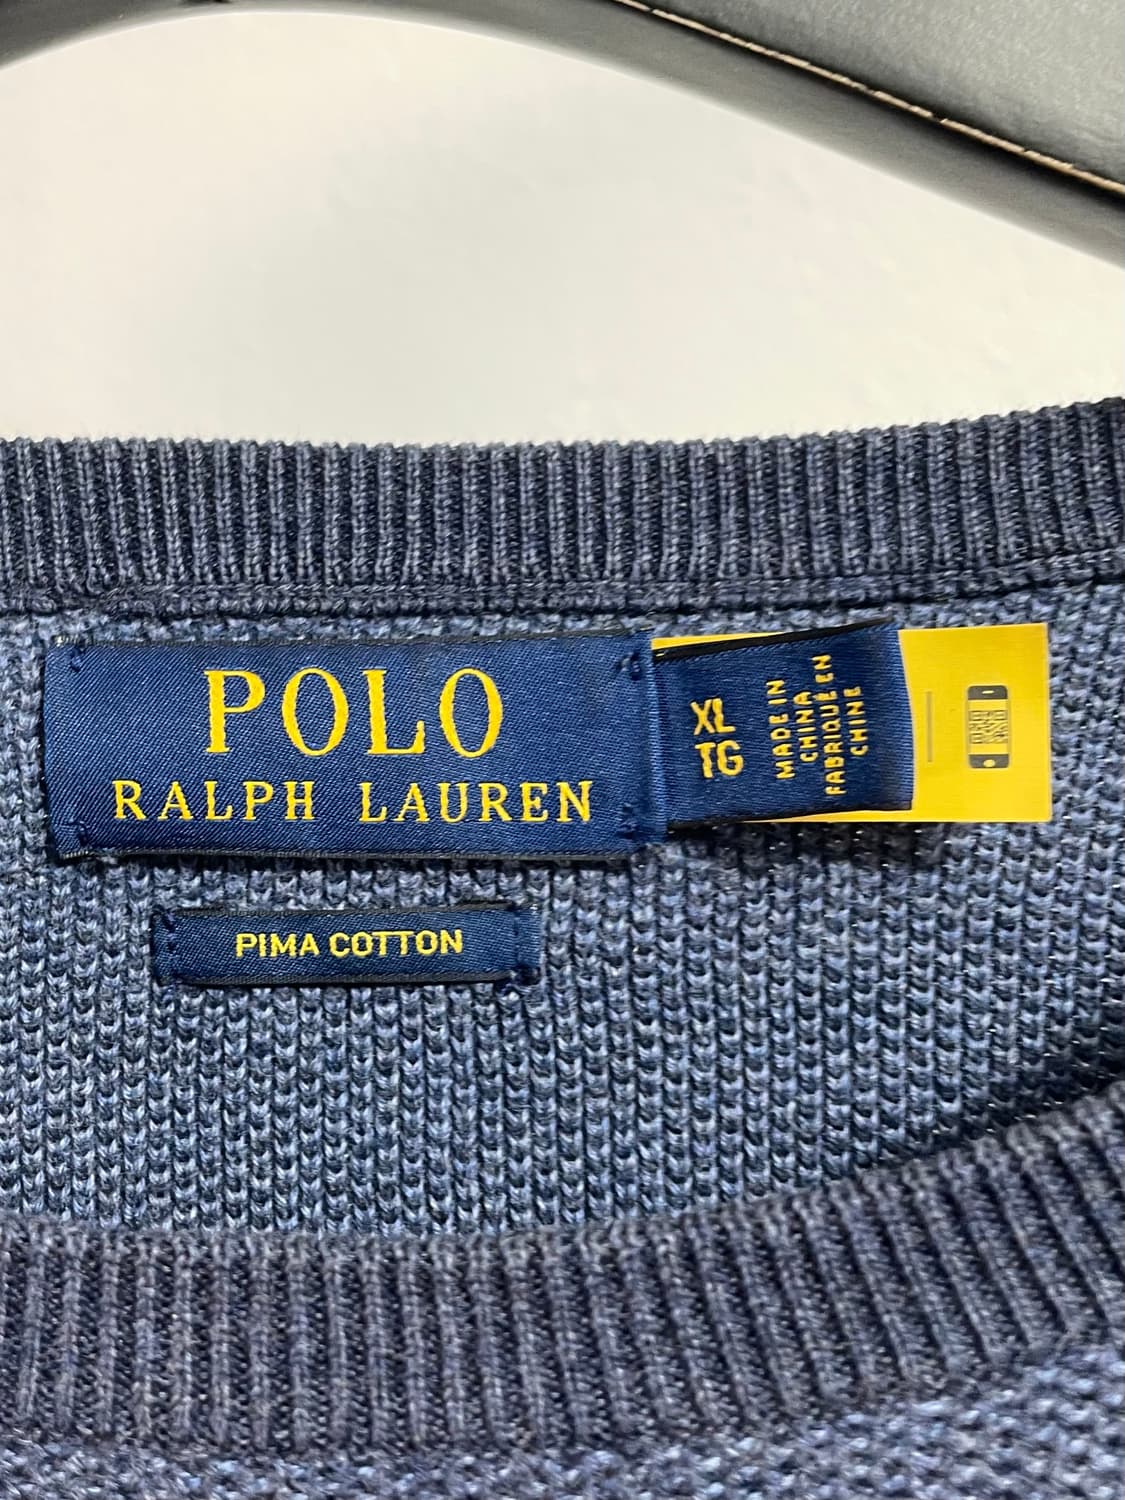 POLO
RALPH LAUREN
XL
TG
MADE IN
CHINA
FABRIQUÉ EN
CHINE
PIMA COTTON